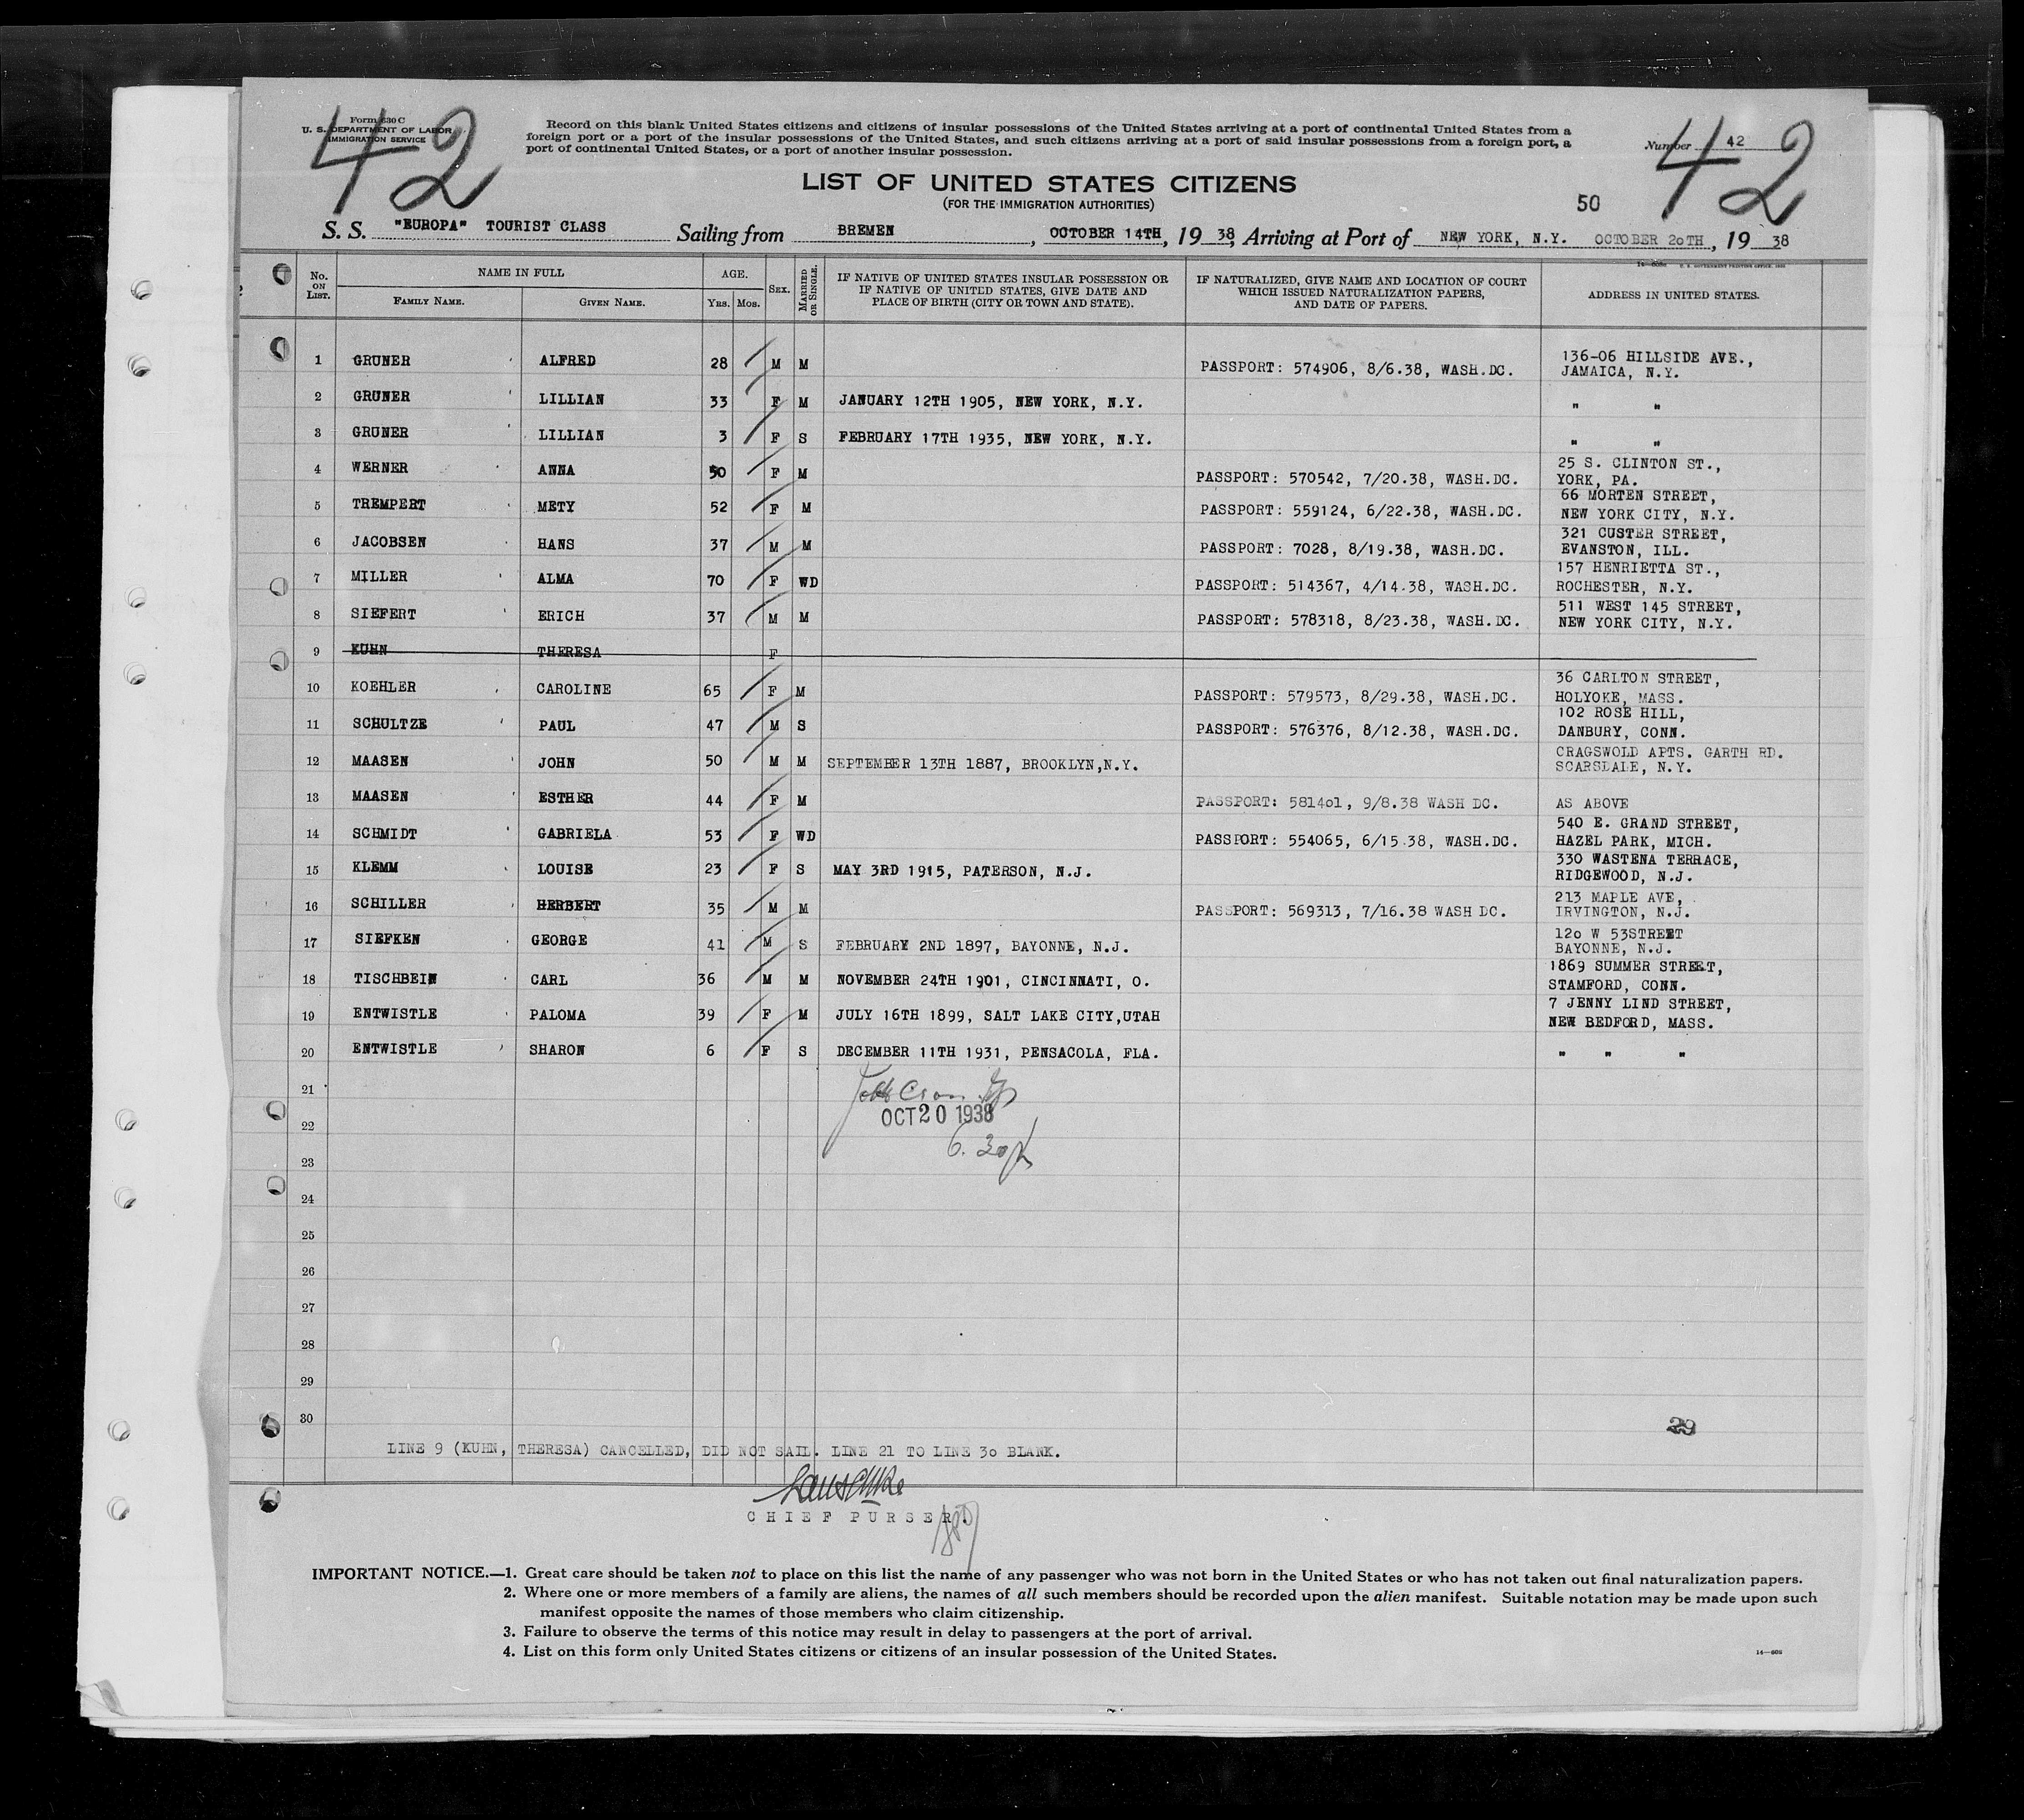 42
Form 630 C
U. S. DEPARTMENT OF LABOR
IMMIGRATION SERVICE
Record on this blank United States citizens and citizens of insular possessions of the United States arriving at a port of continental United States from a
foreign port or a port of the insular possessions of the United States, and such citizens arriving at a port of said insular possessions from a foreign port, a
port of continental United States, or a port of another insular possession.
Number 42
42
LIST OF UNITED STATES CITIZENS
(FOR THE IMMIGRATION AUTHORITIES)
50
S. S. "EUROPA" TOURIST CLASS Sailing from BREMEN, OCTOBER 14TH, 19 38, Arriving at Port of NEW YORK, N.Y. OCTOBER 20TH, 19 38
No. ON LIST. NAME IN FULL FAMILY NAME. GIVEN NAME. AGE. YRS. MOS. SEX. MARRIED OR SINGLE. IF NATIVE OF UNITED STATES INSULAR POSSESSION OR IF NATIVE OF UNITED STATES, GIVE DATE AND PLACE OF BIRTH (CITY OR TOWN AND STATE). IF NATURALIZED, GIVE NAME AND LOCATION OF COURT WHICH ISSUED NATURALIZATION PAPERS, AND DATE OF PAPERS. ADDRESS IN UNITED STATES.
1 GRUNER ALFRED 28 M M PASSPORT: 574906, 8/6.38, WASH.DC. 136-06 HILLSIDE AVE., JAMAICA, N.Y.
2 GRUNER LILLIAN 33 F M JANUARY 12TH 1905, NEW YORK, N.Y. " "
3 GRUNER LILLIAN 3 F S FEBRUARY 17TH 1935, NEW YORK, N.Y. " "
4 WERNER ANNA 50 F M PASSPORT: 570542, 7/20.38, WASH.DC. 25 S. CLINTON ST., YORK, PA.
5 TREMPERT METY 52 F M PASSPORT: 559124, 6/22.38, WASH.DC. 66 MORTEN STREET, NEW YORK CITY, N.Y.
6 JACOBSEN HANS 37 M M PASSPORT: 7028, 8/19.38, WASH.DC. 321 CUSTER STREET, EVANSTON, ILL.
7 MILLER ALMA 70 F WD PASSPORT: 514367, 4/14.38, WASH.DC. 157 HENRIETTA ST., ROCHESTER, N.Y.
8 SIEFERT ERICH 37 M M PASSPORT: 578318, 8/23.38, WASH.DC. 511 WEST 145 STREET, NEW YORK CITY, N.Y.
9 KUHN THERESA F
10 KOEHLER CAROLINE 65 F M PASSPORT: 579573, 8/29.38, WASH.DC. 36 CARLTON STREET, HOLYOKE, MASS.
11 SCHULTZE PAUL 47 M S PASSPORT: 576376, 8/12.38, WASH.DC. 102 ROSE HILL, DANBURY, CONN.
12 MAASEN JOHN 50 M M SEPTEMBER 13TH 1887, BROOKLYN,N.Y. CRAGSWOLD APTS. GARTH RD. SCARSDALE, N.Y.
13 MAASEN ESTHER 44 F M PASSPORT: 581401, 9/8.38 WASH DC. AS ABOVE
14 SCHMIDT GABRIELA 53 F WD PASSPORT: 554065, 6/15.38, WASH.DC. 540 E. GRAND STREET, HAZEL PARK, MICH.
15 KLEMM LOUISE 23 F S MAY 3RD 1915, PATERSON, N.J. 330 WASTENA TERRACE, RIDGEWOOD, N.J.
16 SCHILLER HERBERT 35 M M PASSPORT: 569313, 7/16.38 WASH DC. 213 MAPLE AVE, IRVINGTON, N.J.
17 SIEFKEN GEORGE 41 M S FEBRUARY 2ND 1897, BAYONNE, N.J. 120 W 53STREET BAYONNE, N.J.
18 TISCHBEIN CARL 36 M M NOVEMBER 24TH 1901, CINCINNATI, O. 1869 SUMMER STREET, STAMFORD, CONN.
19 ENTWISTLE PALOMA 39 F M JULY 16TH 1899, SALT LAKE CITY,UTAH 7 JENNY LIND STREET, NEW BEDFORD, MASS.
20 ENTWISTLE SHARON 6 F S DECEMBER 11TH 1931, PENSACOLA, FLA. " " "
21
22 OCT 20 1938
23
24
25
26
27
28
29
30 29
LINE 9 (KUHN, THERESA) CANCELLED, DID NOT SAIL. LINE 21 TO LINE 30 BLANK.
CHIEF PURSER.
IMPORTANT NOTICE.—1. Great care should be taken not to place on this list the name of any passenger who was not born in the United States or who has not taken out final naturalization papers.
2. Where one or more members of a family are aliens, the names of all such members should be recorded upon the alien manifest. Suitable notation may be made upon such
manifest opposite the names of those members who claim citizenship.
3. Failure to observe the terms of this notice may result in delay to passengers at the port of arrival.
4. List on this form only United States citizens or citizens of an insular possession of the United States.